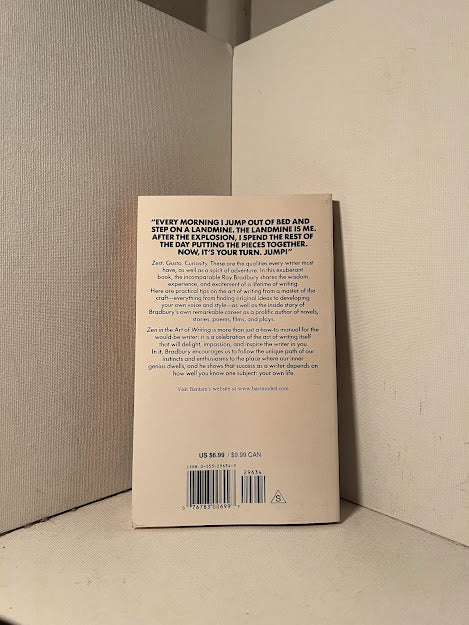 "EVERY MORNING I JUMP OUT OF BED AND
STEP ON A LANDMINE. THE LANDMINE IS ME.
AFTER THE EXPLOSION, I SPEND THE REST OF
THE DAY PUTTING THE PIECES TOGETHER.
NOW, IT'S YOUR TURN. JUMP!"
Zest. Gusto. Curiosity. These are the qualities every writer must
have, as well as a spirit of adventure. In this exuberant
book, the incomparable Ray Bradbury shares the wisdom,
experience, and excitement of a lifetime of writing.
Here are practical tips on the art of writing from a master of the
craft—everything from finding original ideas to developing
your own voice and style—as well as the inside story of
Bradbury's own remarkable career as a prolific author of novels,
stories, poems, films, and plays.
Zen in the Art of Writing is more than just a how-to manual for the
would-be writer: it is a celebration of the act of writing itself
that will delight, impassion, and inspire the writer in you.
In it, Bradbury encourages us to follow the unique path of our
instincts and enthusiasms to the place where our inner
genius dwells, and he shows that success as a writer depends on
how well you know one subject: your own life.
Visit Bantam's website at www.bantamdell.com
US $6.99 / $9.99 CAN
ISBN 0-553-29634-5
29634
0 76783 00699 7
S